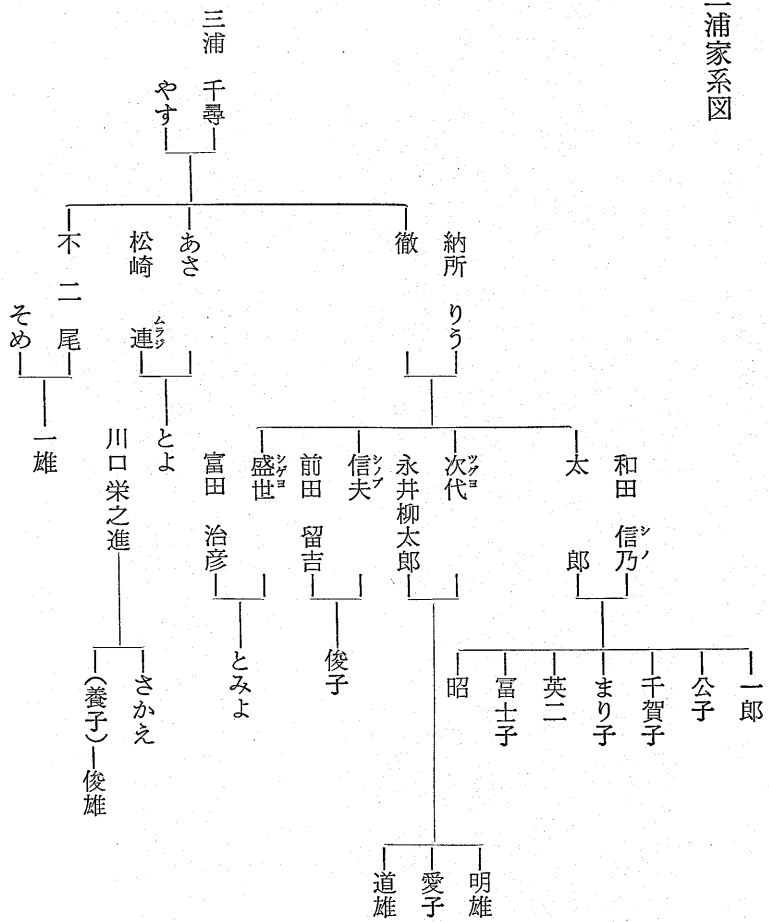 三浦家系図
三浦 千尋
やす
納所 りう
徹
あさ
松崎 連
ムラジ
不二尾
そめ
和田 信乃
シノ
太郎
次代
ツグヨ
永井柳太郎
信夫
シノブ
前田 留吉
盛世
シゲヨ
富田 治彦
とよ
川口栄之進
一雄
一郎
公子
千賀子
まり子
英二
冨士子
昭
俊子
とみよ
さかえ
(養子)―俊雄
明雄
愛子
道雄